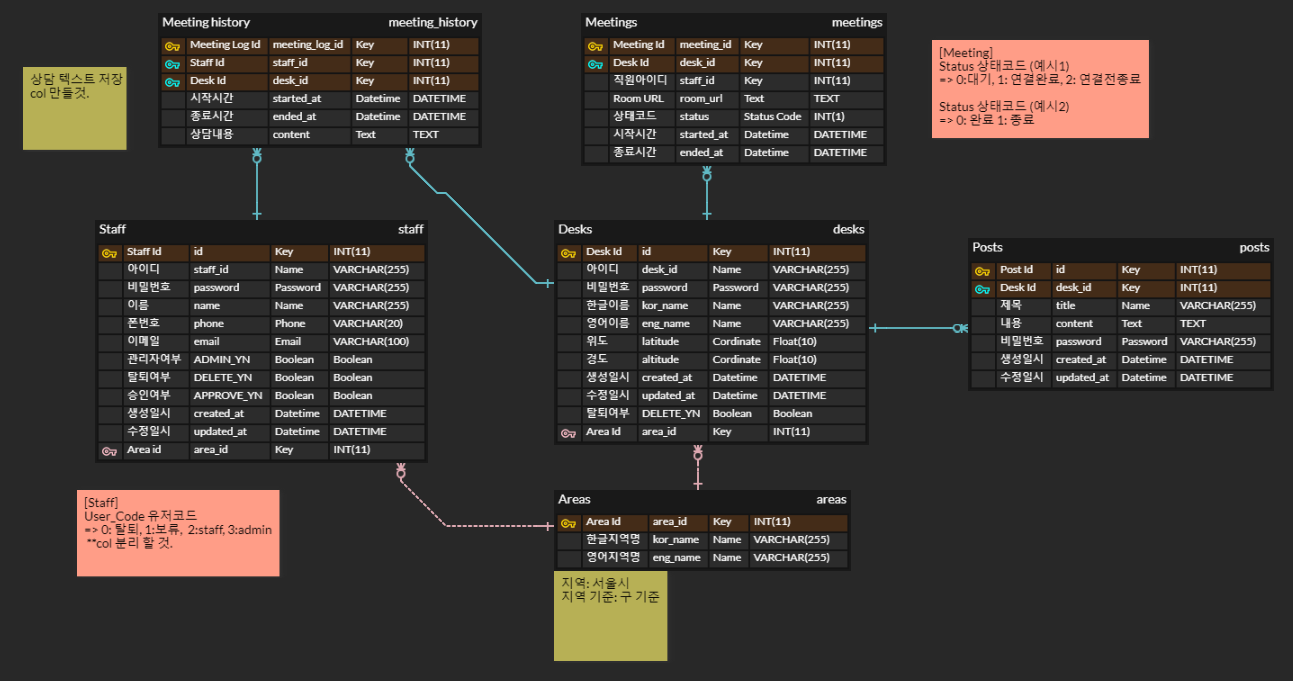 Meeting history meeting_history
Meeting Log Id meeting_log_id Key INT(11)
Staff Id staff_id Key INT(11)
Desk Id desk_id Key INT(11)
시작시간 started_at Datetime DATETIME
종료시간 ended_at Datetime DATETIME
상담내용 content Text TEXT
Meetings meetings
Meeting Id meeting_id Key INT(11)
Desk Id desk_id Key INT(11)
직원아이디 staff_id Key INT(11)
Room URL room_url Text TEXT
상태코드 status Status Code INT(1)
시작시간 started_at Datetime DATETIME
종료시간 ended_at Datetime DATETIME
[Meeting]
Status 상태코드 (예시1)
=> 0:대기, 1: 연결완료, 2: 연결전종료
Status 상태코드 (예시2)
=> 0: 완료 1: 종료
상담 텍스트 저장
col 만들것.
Staff staff
Staff Id id Key INT(11)
아이디 staff_id Name VARCHAR(255)
비밀번호 password Password VARCHAR(255)
이름 name Name VARCHAR(255)
폰번호 phone Phone VARCHAR(20)
이메일 email Email VARCHAR(100)
관리자여부 ADMIN_YN Boolean Boolean
탈퇴여부 DELETE_YN Boolean Boolean
승인여부 APPROVE_YN Boolean Boolean
생성일시 created_at Datetime DATETIME
수정일시 updated_at Datetime DATETIME
Area id area_id Key INT(11)
Desks desks
Desk Id id Key INT(11)
아이디 desk_id Name VARCHAR(255)
비밀번호 password Password VARCHAR(255)
한글이름 kor_name Name VARCHAR(255)
영어이름 eng_name Name VARCHAR(255)
위도 latitude Cordinate Float(10)
경도 altitude Cordinate Float(10)
생성일시 created_at Datetime DATETIME
수정일시 updated_at Datetime DATETIME
탈퇴여부 DELETE_YN Boolean Boolean
Area Id area_id Key INT(11)
Posts posts
Post Id id Key INT(11)
Desk Id desk_id Key INT(11)
제목 title Name VARCHAR(255)
내용 content Text TEXT
비밀번호 password Password VARCHAR(255)
생성일시 created_at Datetime DATETIME
수정일시 updated_at Datetime DATETIME
[Staff]
User_Code 유저코드
=> 0: 탈퇴, 1:보류, 2:staff, 3:admin
**col 분리 할 것.
Areas areas
Area Id area_id Key INT(11)
한글지역명 kor_name Name VARCHAR(255)
영어지역명 eng_name Name VARCHAR(255)
지역: 서울시
지역 기준: 구 기준